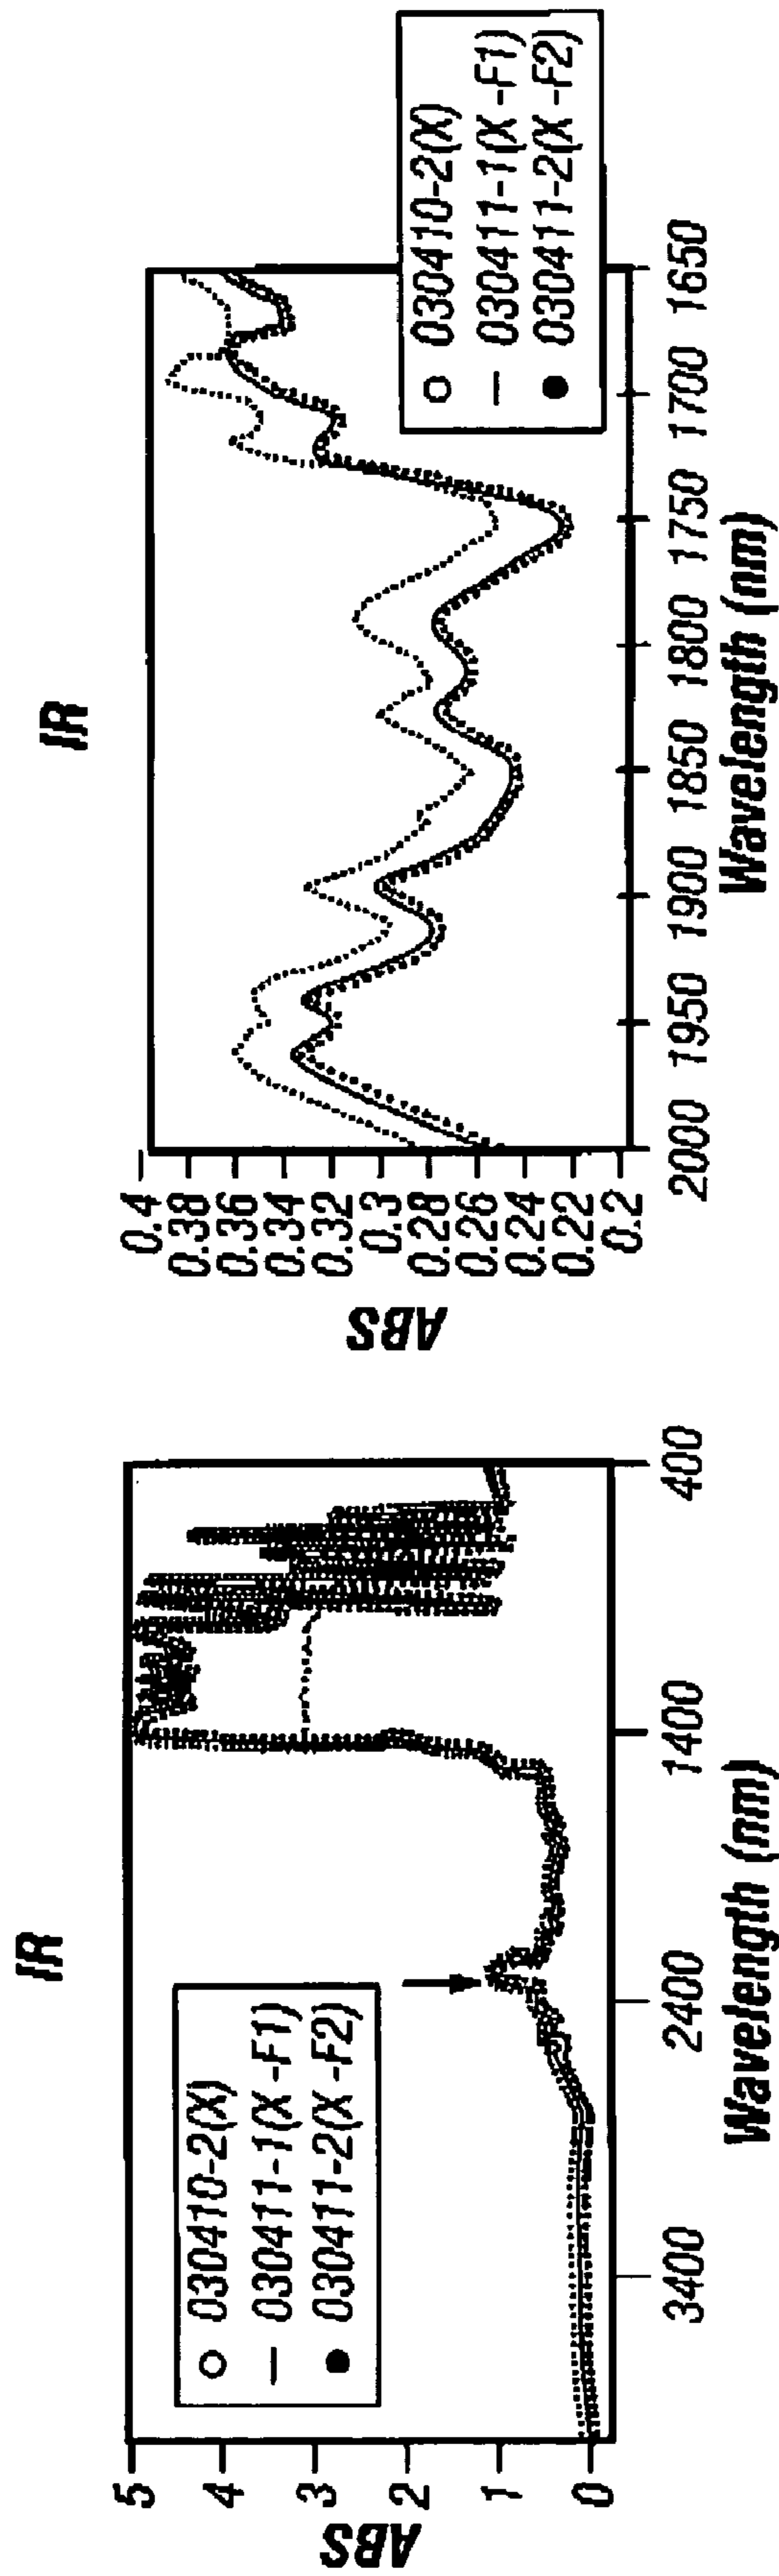 IR
ABS
5
4
3
2
1
0
030410-2(X)
030411-1(X-F1)
030411-2(X-F2)
3400
2400
1400
400
Wavelength (nm)
IR
ABS
0.4
0.38
0.36
0.34
0.32
0.3
0.28
0.26
0.24
0.22
0.2
030410-2(X)
030411-1(X-F1)
030411-2(X-F2)
2000
1950
1900
1850
1800
1750
1700
1650
Wavelength (nm)